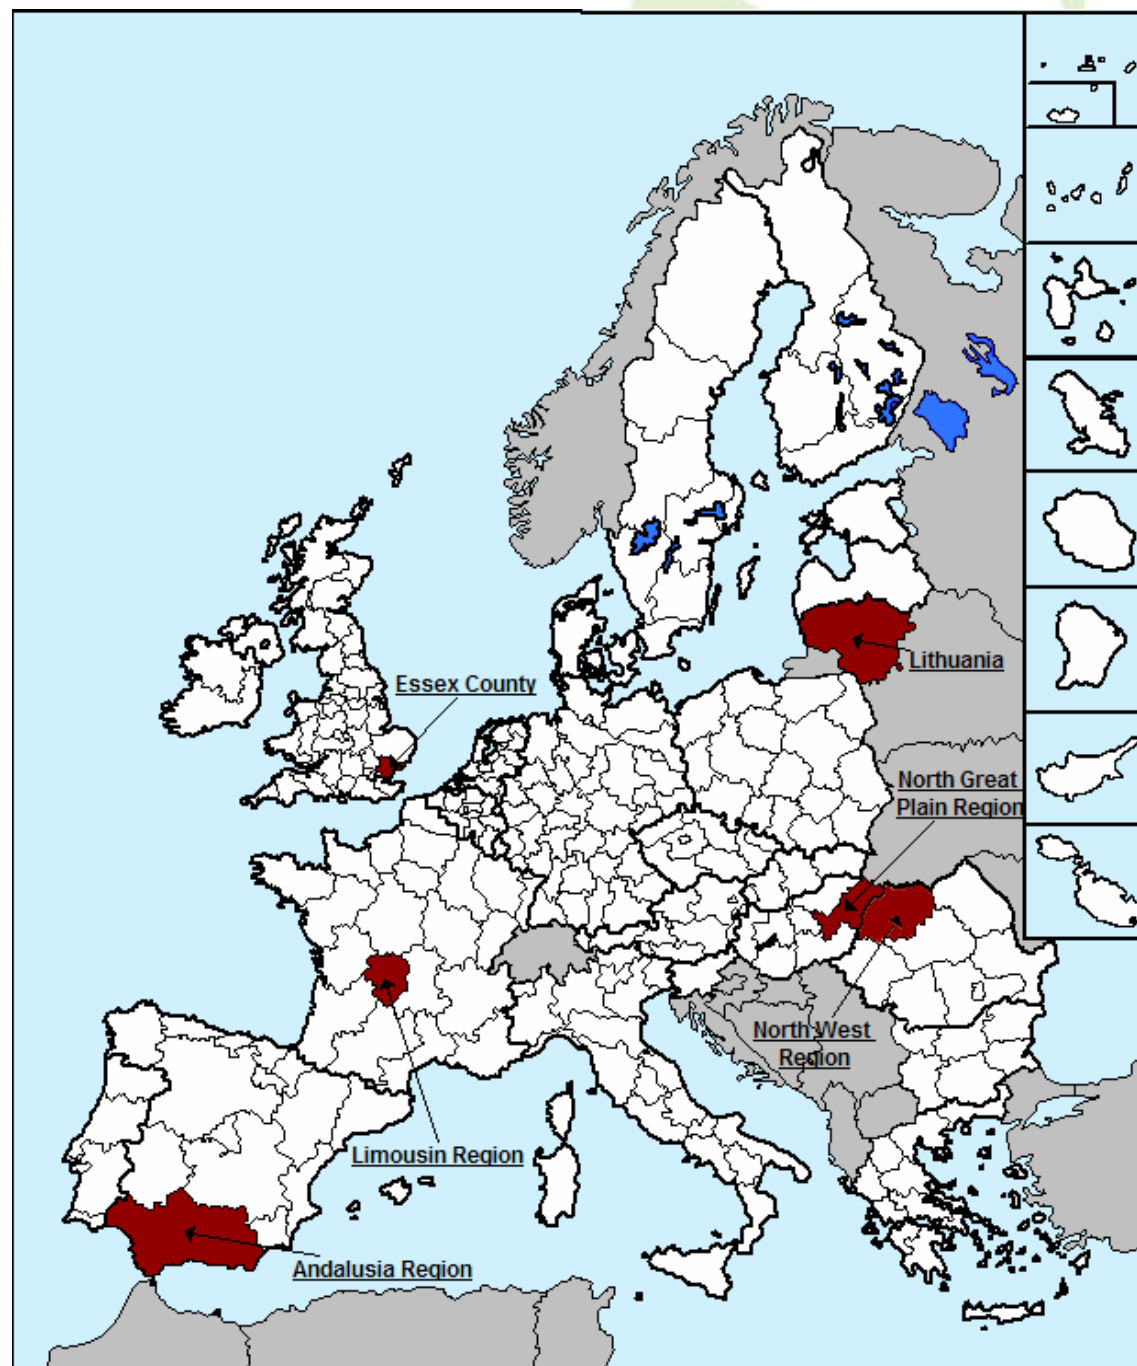 Lithuania
Essex County
North Great
Plain Region
North West
Region
Limousin Region
Andalusia Region